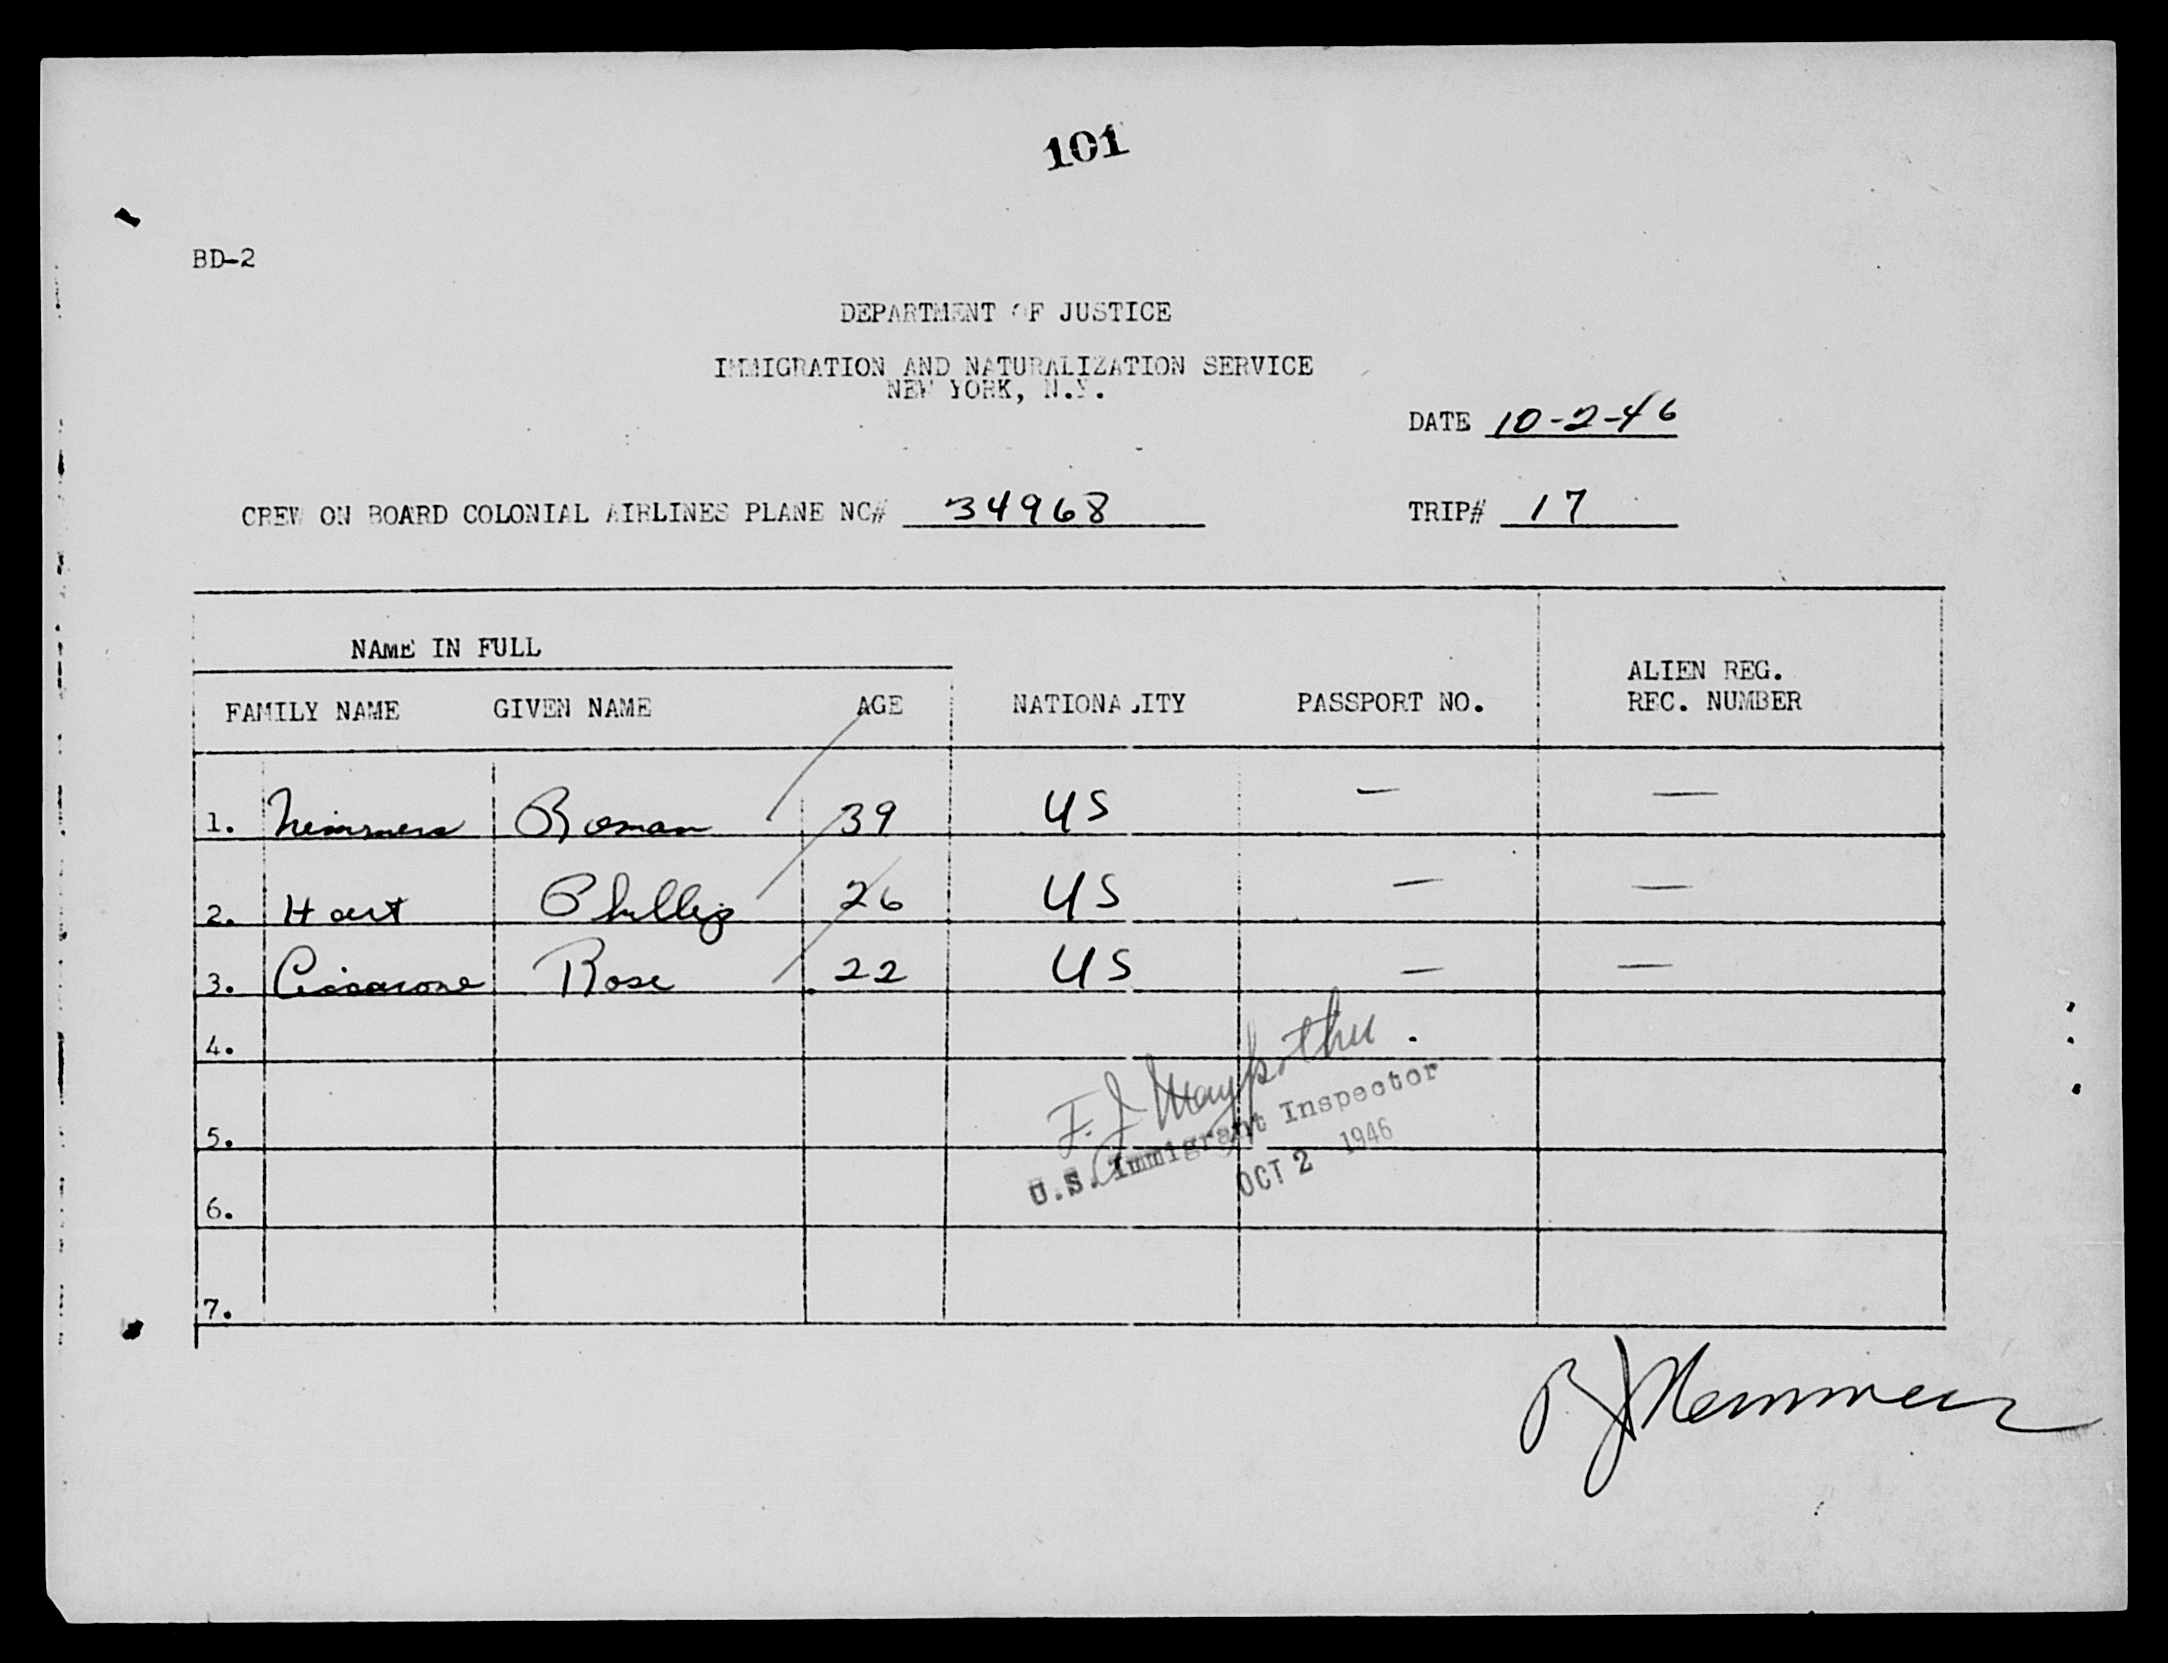 101
BD-2
DEPARTMENT OF JUSTICE
IMMIGRATION AND NATURALIZATION SERVICE
NEW YORK, N.Y.
DATE 10-2-46
CREW ON BOARD COLONIAL AIRLINES PLANE NC# 34968 TRIP# 17
NAME IN FULL
FAMILY NAME GIVEN NAME AGE NATIONALITY PASSPORT NO. ALIEN REG. REC. NUMBER
1. Nemmers Roman 39 US — —
2. Hart Phillip 26 US — —
3. Rose 22 US — —
4.
F. J.
5.
U.S. Immigrant Inspector
OCT 2 1946
6.
7.
R J Nemmers